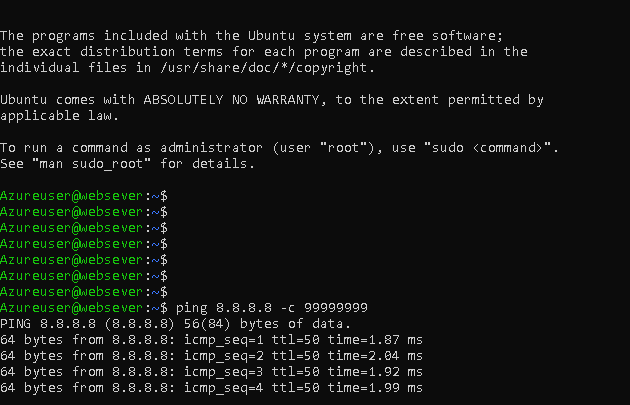 The programs included with the Ubuntu system are free software;
the exact distribution terms for each program are described in the
individual files in /usr/share/doc/*/copyright.
Ubuntu comes with ABSOLUTELY NO WARRANTY, to the extent permitted by
applicable law.
To run a command as administrator (user "root"), use "sudo <command>".
See "man sudo_root" for details.
Azureuser@websever:~$
Azureuser@websever:~$
Azureuser@websever:~$
Azureuser@websever:~$
Azureuser@websever:~$
Azureuser@websever:~$
Azureuser@websever:~$
Azureuser@websever:~$ ping 8.8.8.8 -c 99999999
PING 8.8.8.8 (8.8.8.8) 56(84) bytes of data.
64 bytes from 8.8.8.8: icmp_seq=1 ttl=50 time=1.87 ms
64 bytes from 8.8.8.8: icmp_seq=2 ttl=50 time=2.04 ms
64 bytes from 8.8.8.8: icmp_seq=3 ttl=50 time=1.92 ms
64 bytes from 8.8.8.8: icmp_seq=4 ttl=50 time=1.99 ms